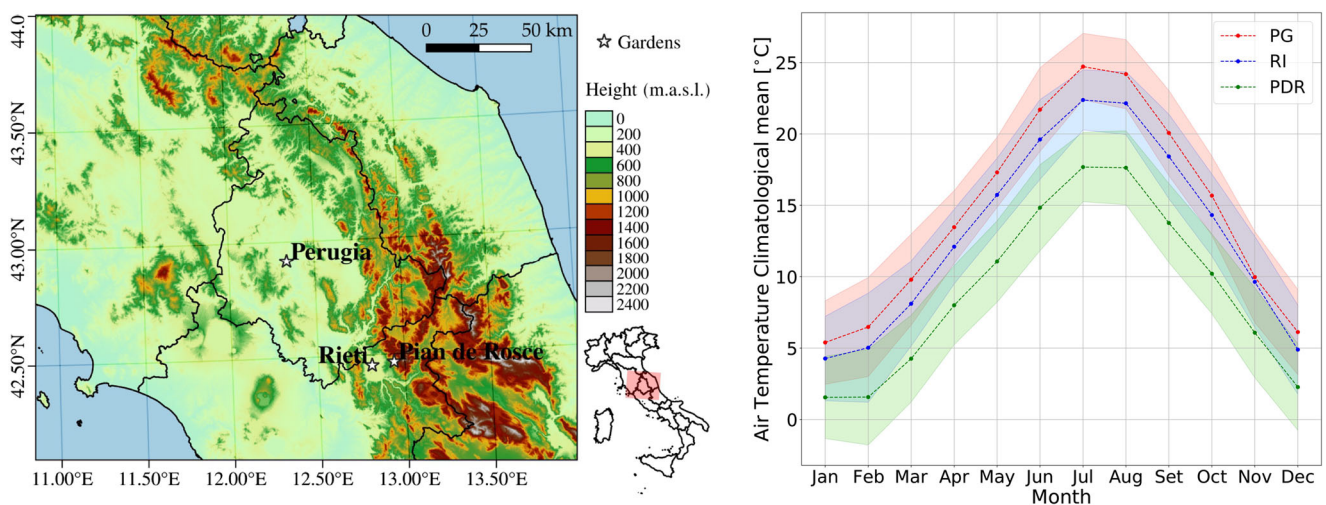 44.0
43.50°N
43.00°N
42.50°N
11.00°E 11.50°E 12.00°E 12.50°E 13.00°E 13.50°E
0 25 50 km
Perugia
Rieti
Pian de Rosce
Gardens
Height (m.a.s.l.)
0
200
400
600
800
1000
1200
1400
1600
1800
2000
2200
2400
Air Temperature Climatological mean [°C]
25
20
15
10
5
0
PG
RI
PDR
Jan Feb Mar Apr May Jun Jul Aug Set Oct Nov Dec
Month